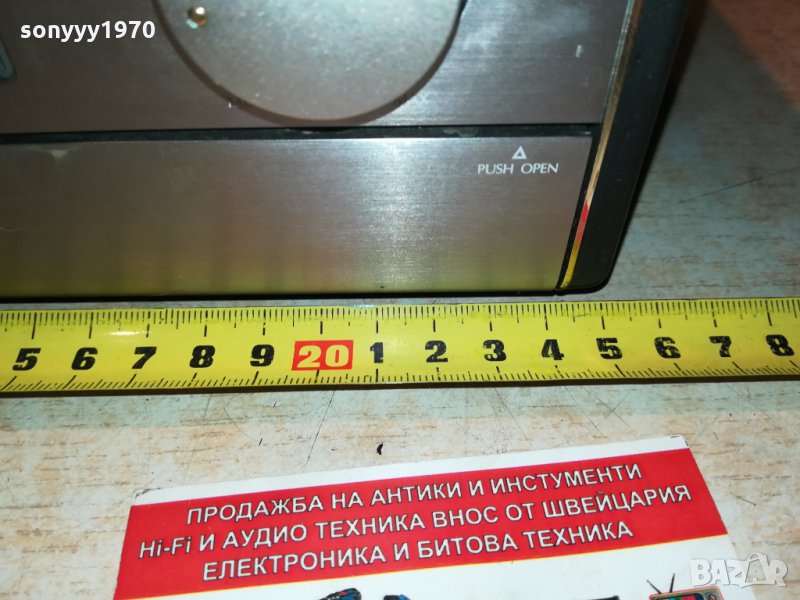 sonyyy1970
PUSH OPEN
5 6 7 8 9 20 1 2 3 4 5 6 7 8
ПРОДАЖБА НА АНТИКИ И ИНСТУМЕНТИ
Hi-Fi И АУДИО ТЕХНИКА ВНОС ОТ ШВЕЙЦАРИЯ
ЕЛЕКТРОНИКА И БИТОВА ТЕХНИКА
BAZAR